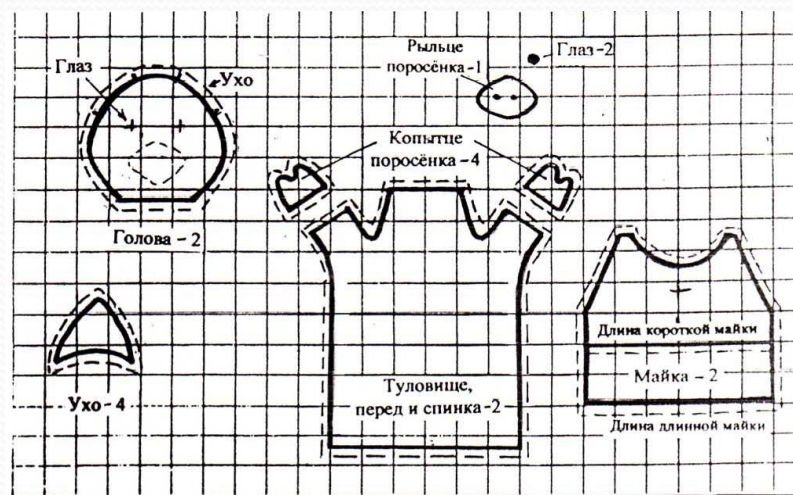 Рыльце
поросёнка-1
Глаз-2
Глаз
Ухо
Копытце
поросёнка-4
Голова-2
Длина короткой майки
Майка-2
Туловище,
перед и спинка-2
Ухо-4
Длина длинной майки